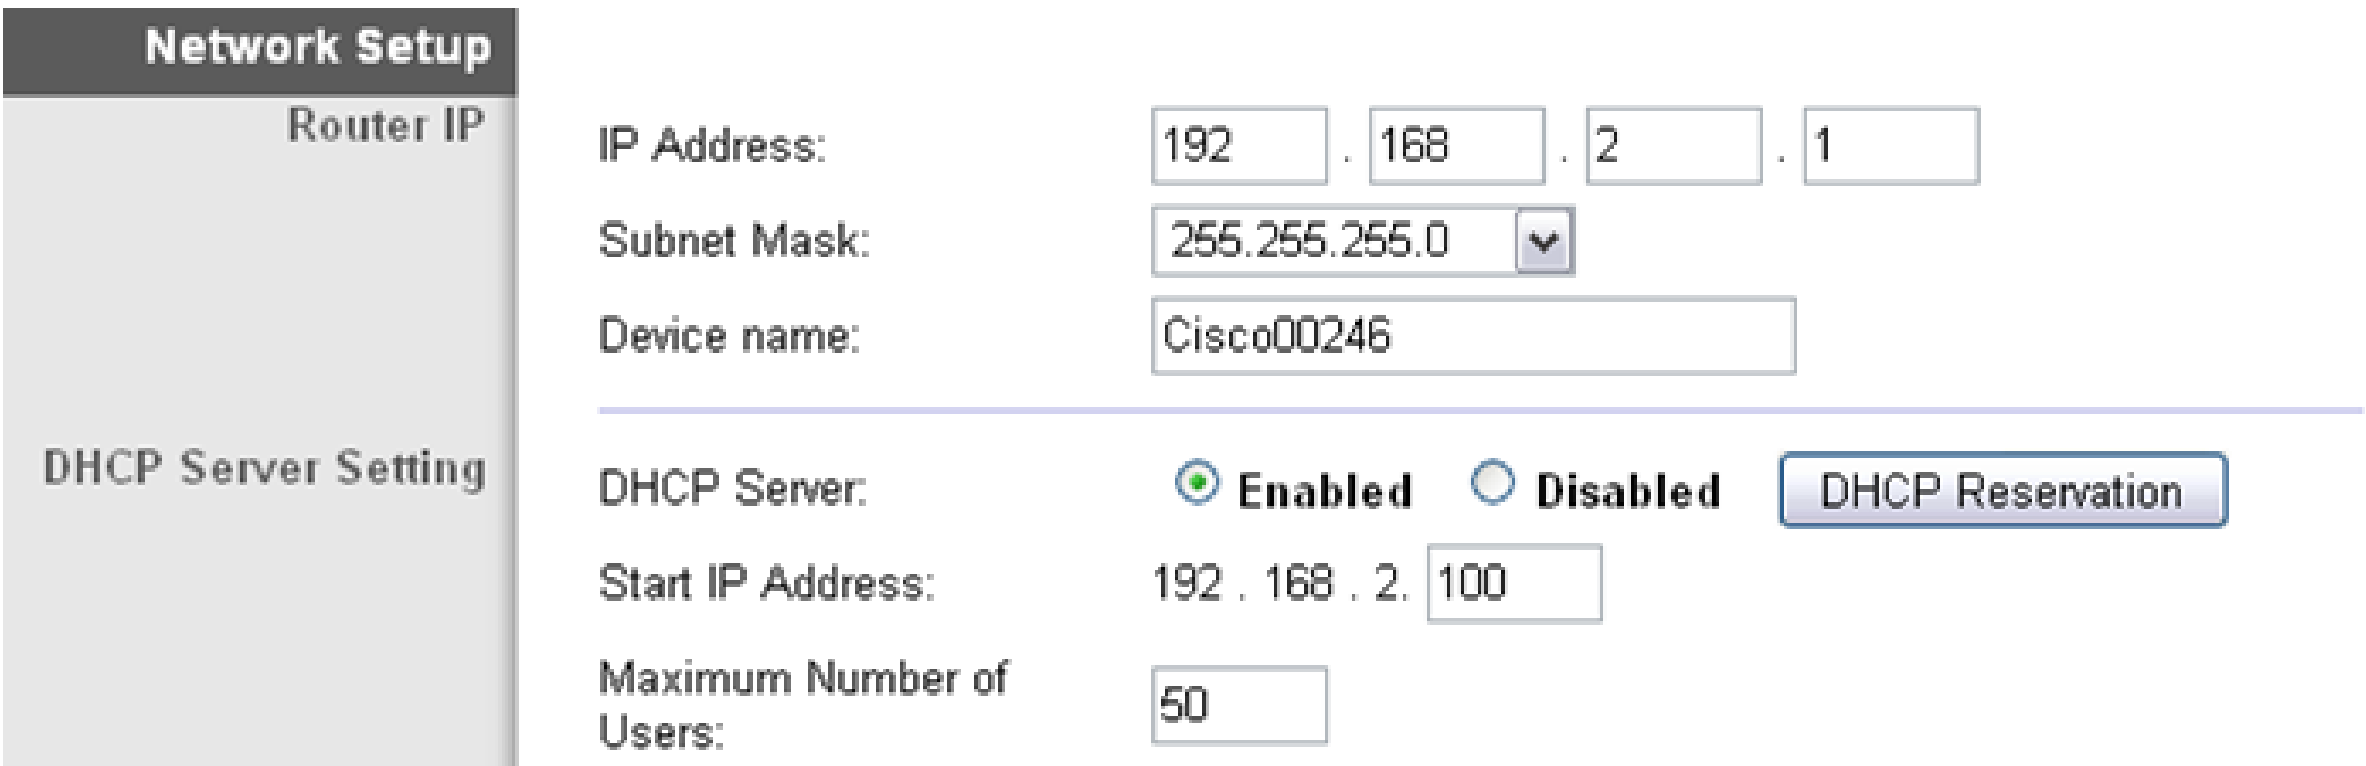 Network Setup
Router IP
IP Address: 192 . 168 . 2 . 1
Subnet Mask: 255.255.255.0
Device name: Cisco00246
DHCP Server Setting
DHCP Server: Enabled Disabled DHCP Reservation
Start IP Address: 192 . 168 . 2. 100
Maximum Number of
Users: 50